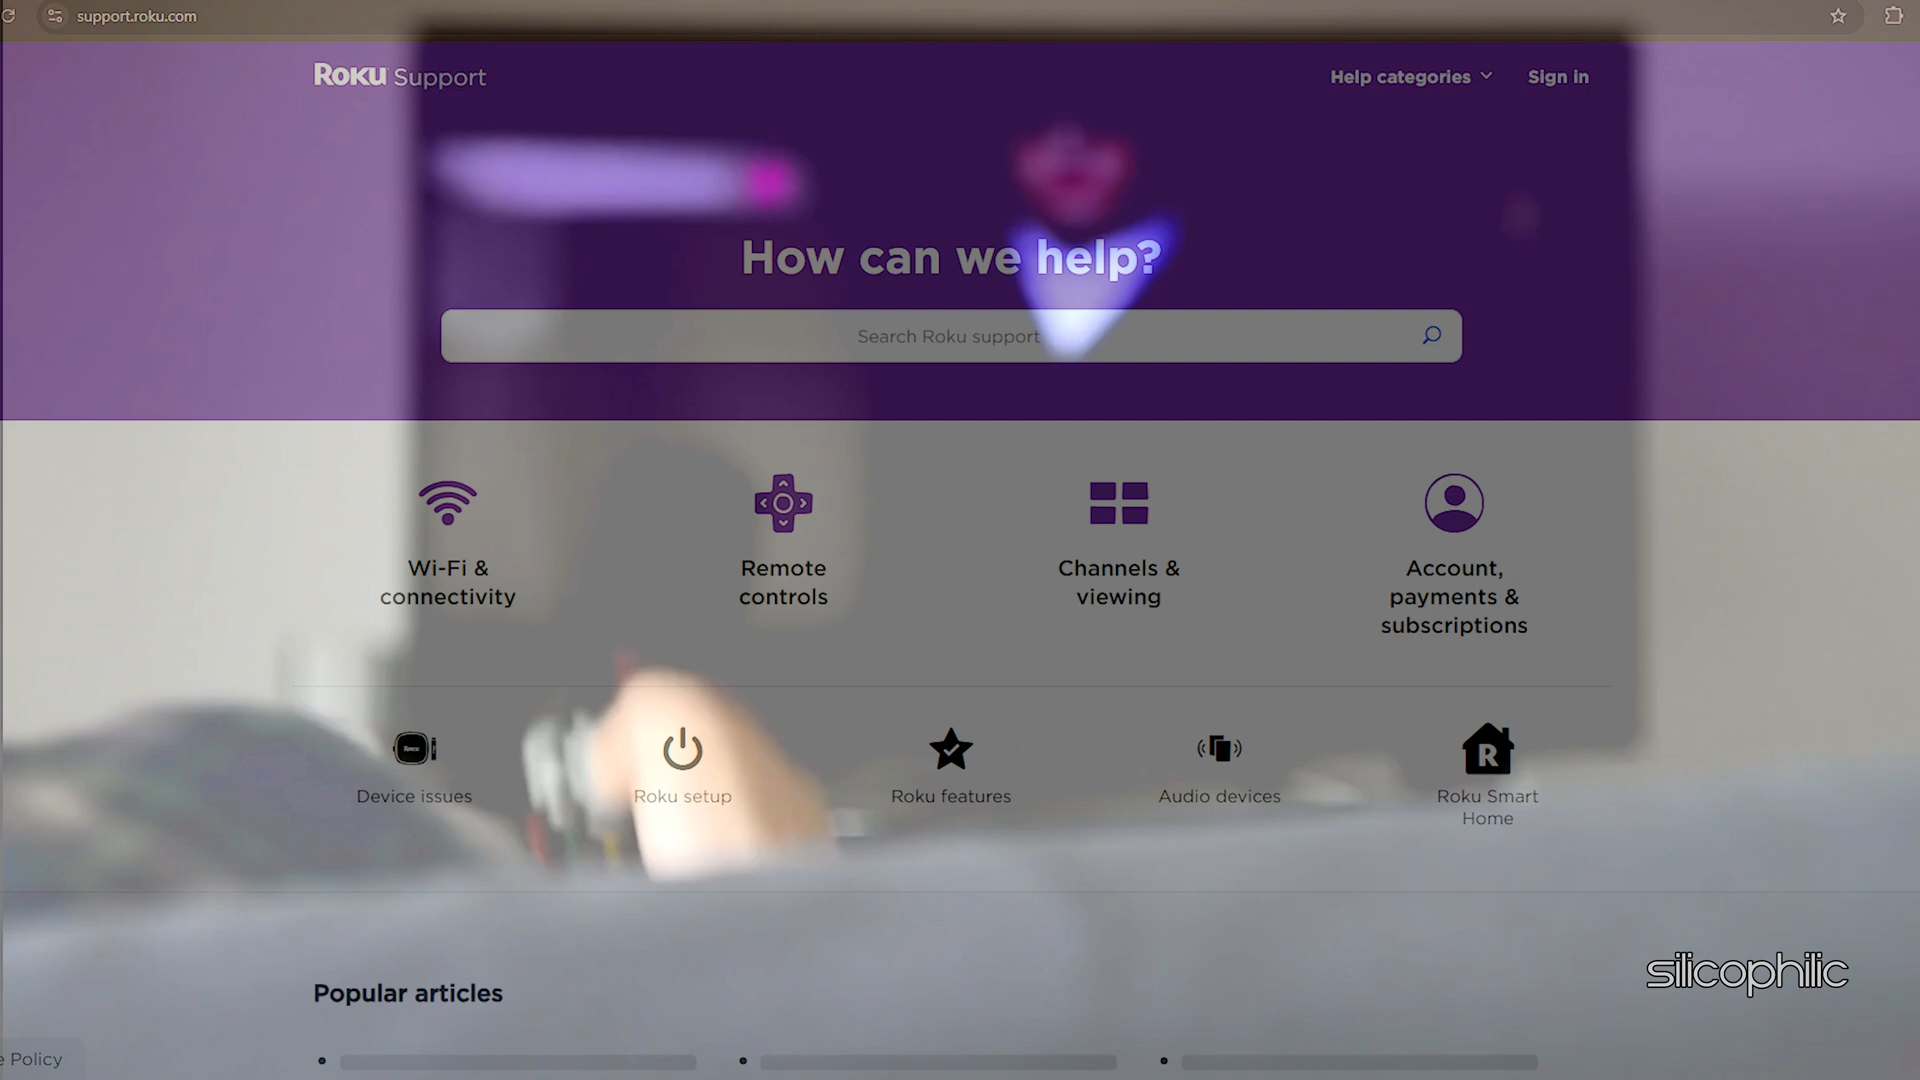 support.roku.com
Roku Support
Help categories
Sign in
How can we help?
Search Roku support
Wi-Fi &
connectivity
Remote
controls
Channels &
viewing
Account,
payments &
subscriptions
Roku
Device issues
Roku setup
Roku features
Audio devices
R
Roku Smart
Home
silicophilic
Popular articles
e Policy